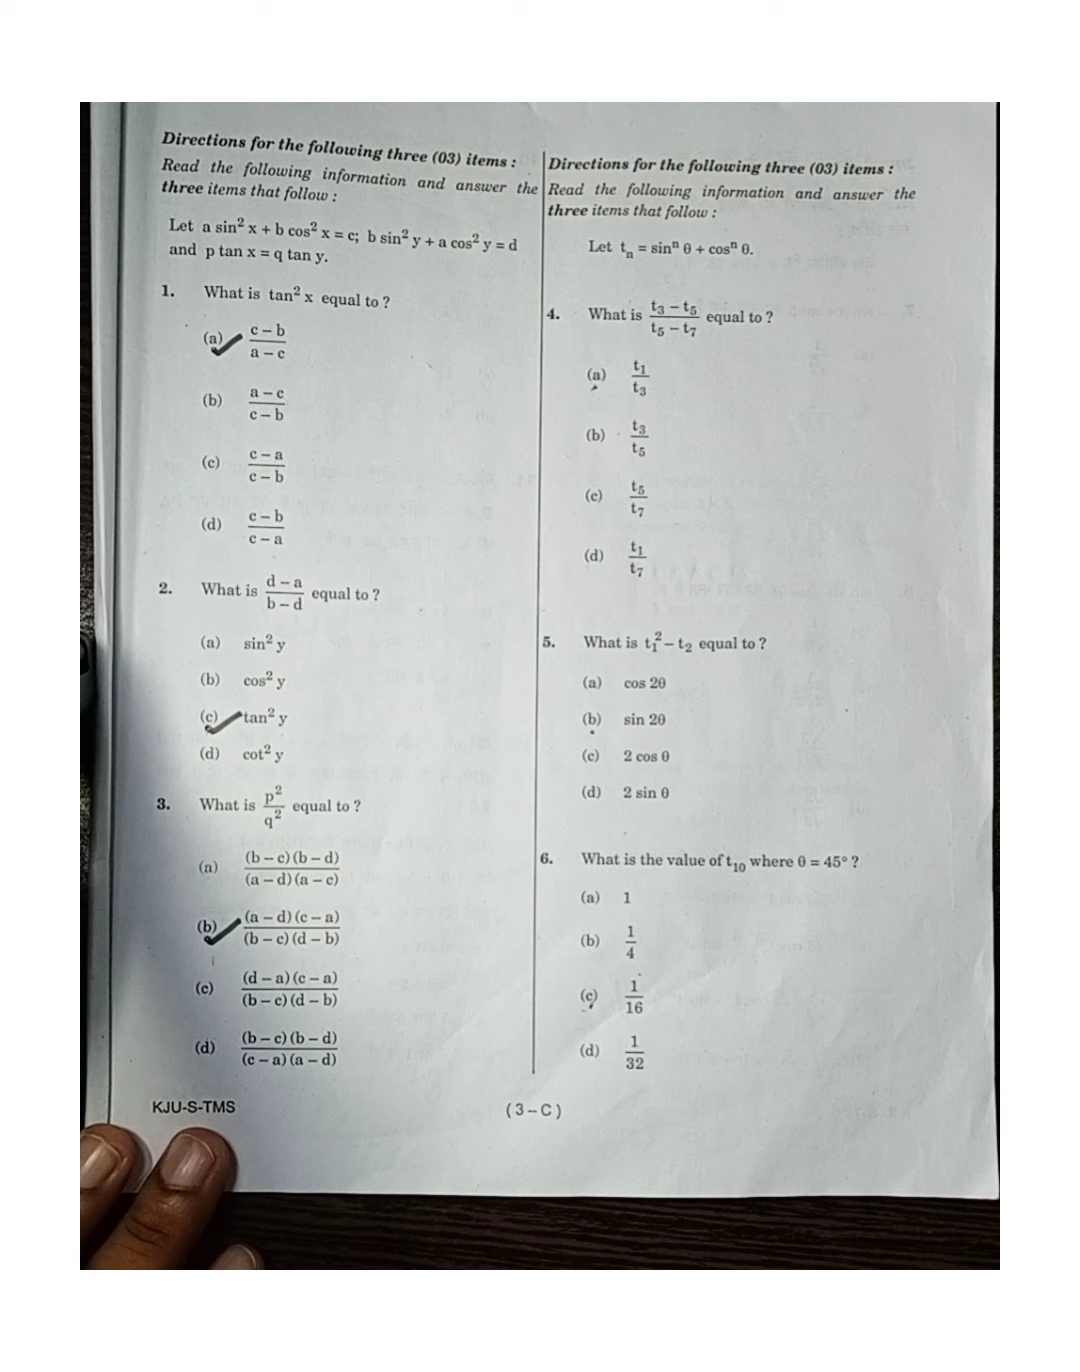 Directions for the following three (03) items :
Read the following information and answer the
three items that follow :
Let a sin² x + b cos² x = c; b sin² y + a cos² y = d
and p tan x = q tan y.
1. What is tan² x equal to ?
(a) c – b
a – c
(b) a – c
c – b
(c) c – a
c – b
(d) c – b
c – a
2. What is d – a / b – d equal to ?
(a) sin² y
(b) cos² y
(c) tan² y
(d) cot² y
3. What is p² / q² equal to ?
(a) (b – c) (b – d)
(a – d) (a – c)
(b) (a – d) (c – a)
(b – c) (d – b)
(c) (d – a) (c – a)
(b – c) (d – b)
(d) (b – c) (b – d)
(c – a) (a – d)
Directions for the following three (03) items :
Read the following information and answer the
three items that follow :
Let tₙ = sinⁿ θ + cosⁿ θ.
4. What is t₃ – t₅ / t₅ – t₇ equal to ?
(a) t₁
t₃
(b) t₃
t₅
(c) t₅
t₇
(d) t₁
t₇
5. What is t₁² – t₂ equal to ?
(a) cos 2θ
(b) sin 2θ
(c) 2 cos θ
(d) 2 sin θ
6. What is the value of t₁₀ where θ = 45° ?
(a) 1
(b) 1
4
(c) 1
16
(d) 1
32
KJU-S-TMS
( 3 – C )